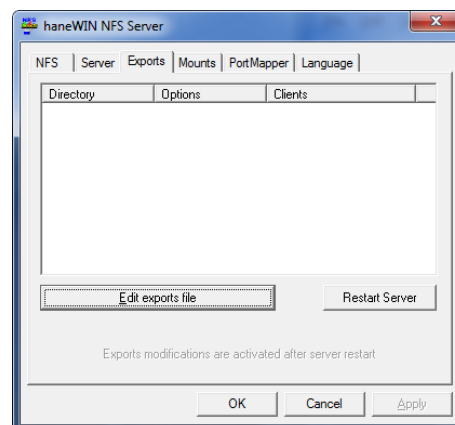 haneWIN NFS Server
NFS Server Exports Mounts PortMapper Language
Directory Options Clients
Edit exports file Restart Server
Exports modifications are activated after server restart
OK Cancel Apply